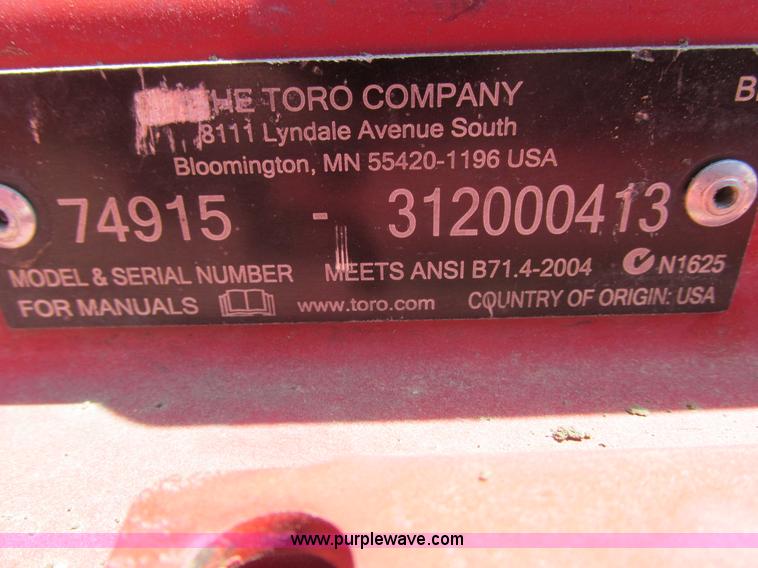 HE TORO COMPANY
8111 Lyndale Avenue South
Bloomington, MN 55420-1196 USA
74915 - 312000413
MODEL & SERIAL NUMBER MEETS ANSI B71.4-2004 N1625
FOR MANUALS www.toro.com COUNTRY OF ORIGIN: USA
www.purplewave.com